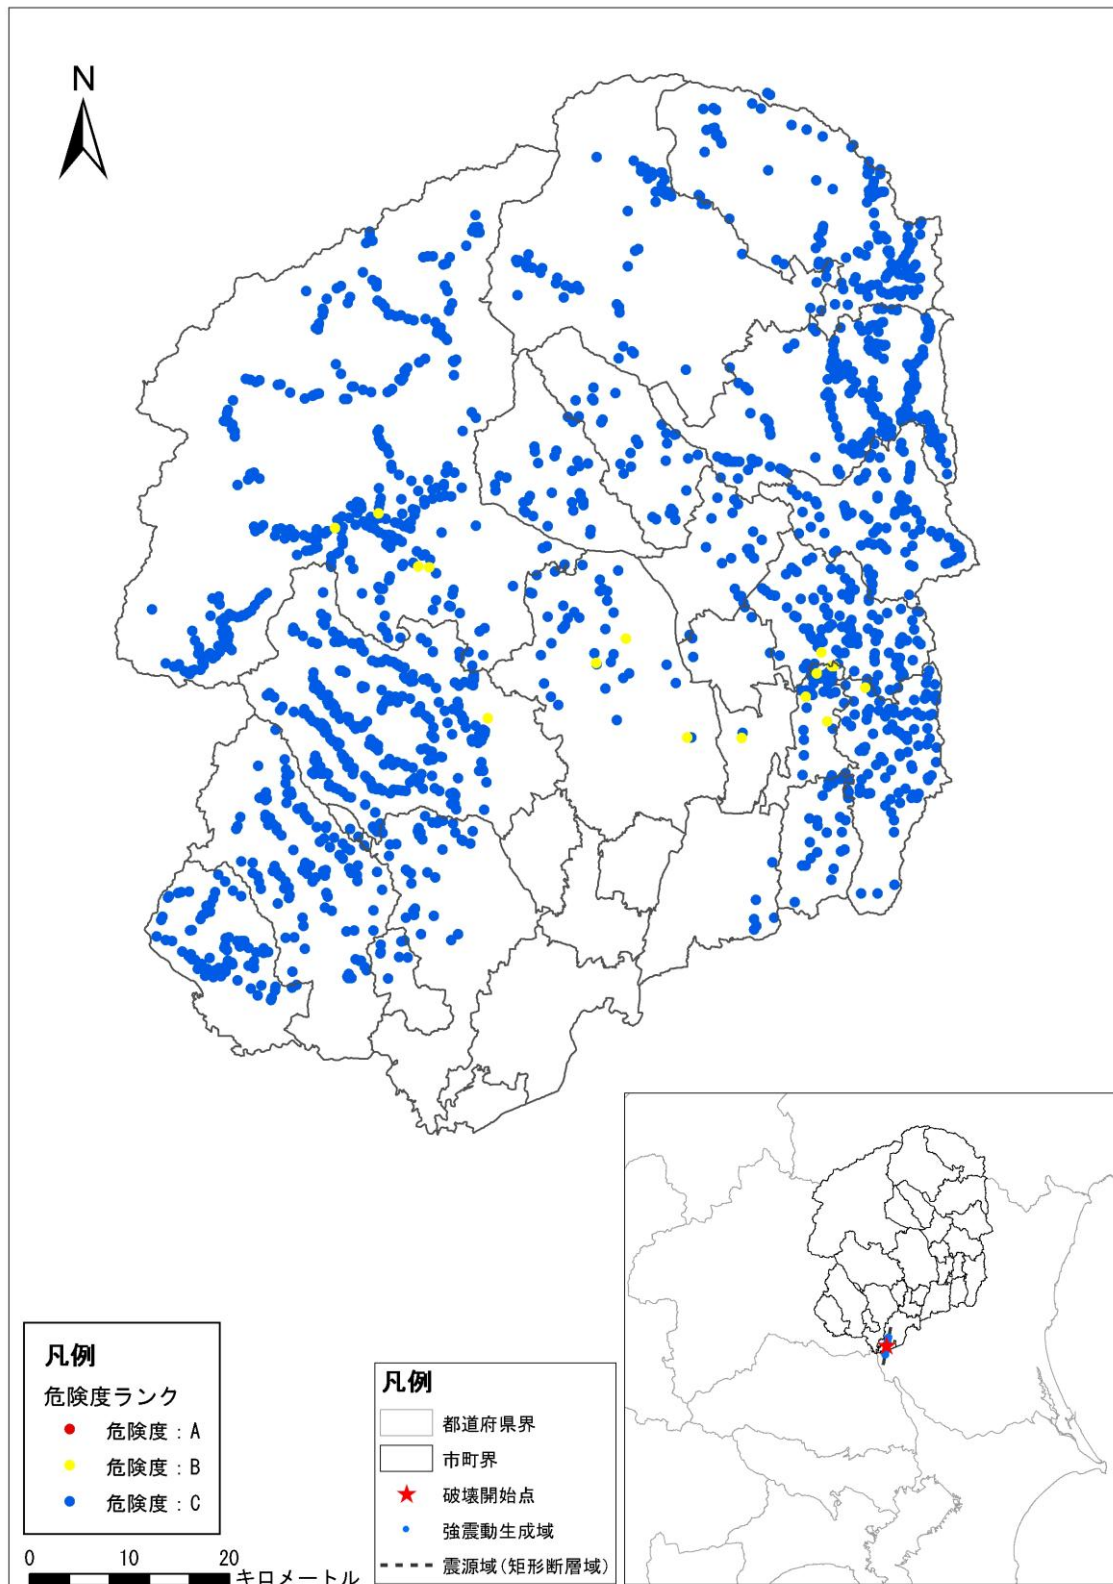 N
凡例
危険度ランク
危険度：A
危険度：B
危険度：C
0 10 20
キロメートル
凡例
都道府県界
市町界
破壊開始点
強震動生成域
震源域(矩形断層域)